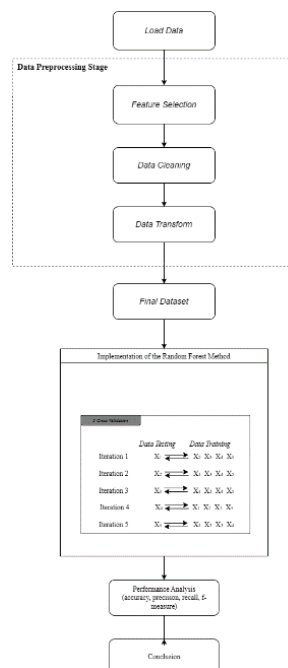 Load Data
Data Preprocessing Stage
Feature Selection
Data Cleaning
Data Transform
Final Dataset
Implementation of the Random Forest Method
Data Testing Data Training
Iteration 1
Iteration 2
Iteration 3
Iteration 4
Iteration 5
Performance Analysis
(accuracy, precision, recall, f-
measure)
Conclusion